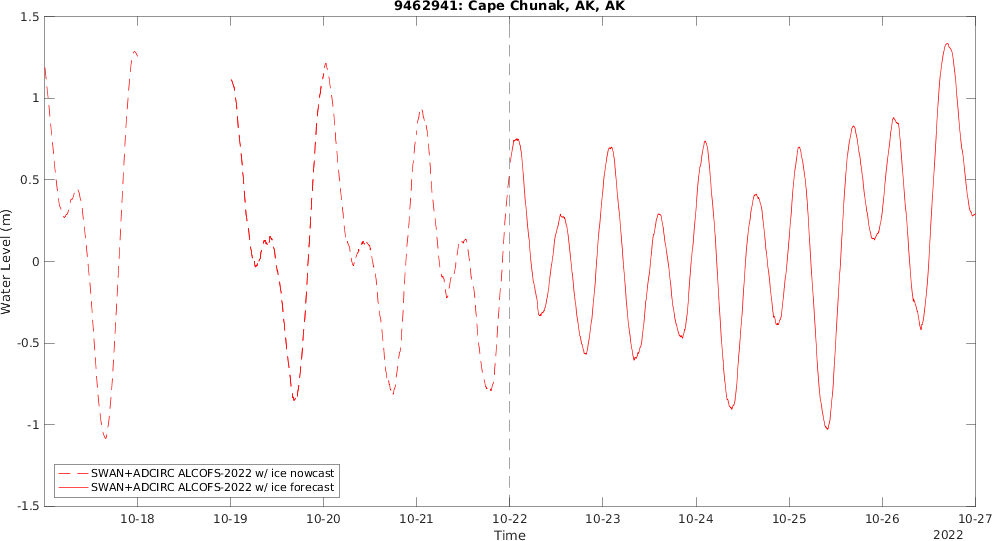 9462941: Cape Chunak, AK, AK
1.5
1
0.5
0
-0.5
-1
-1.5
Water Level (m)
SWAN+ADCIRC ALCOFS-2022 w/ ice nowcast
SWAN+ADCIRC ALCOFS-2022 w/ ice forecast
10-18 10-19 10-20 10-21 10-22 10-23 10-24 10-25 10-26 10-27
Time
2022